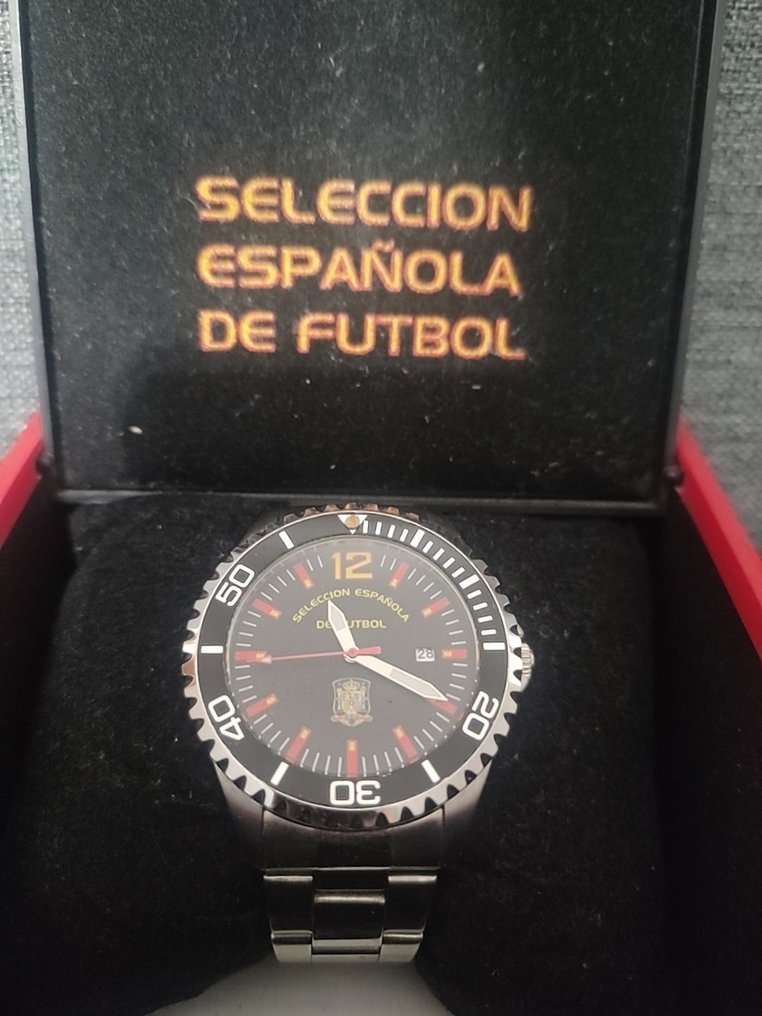 SELECCION
ESPAÑOLA
DE FUTBOL
12
SELECCION ESPAÑOLA
DE FUTBOL
28
50
20
40
30